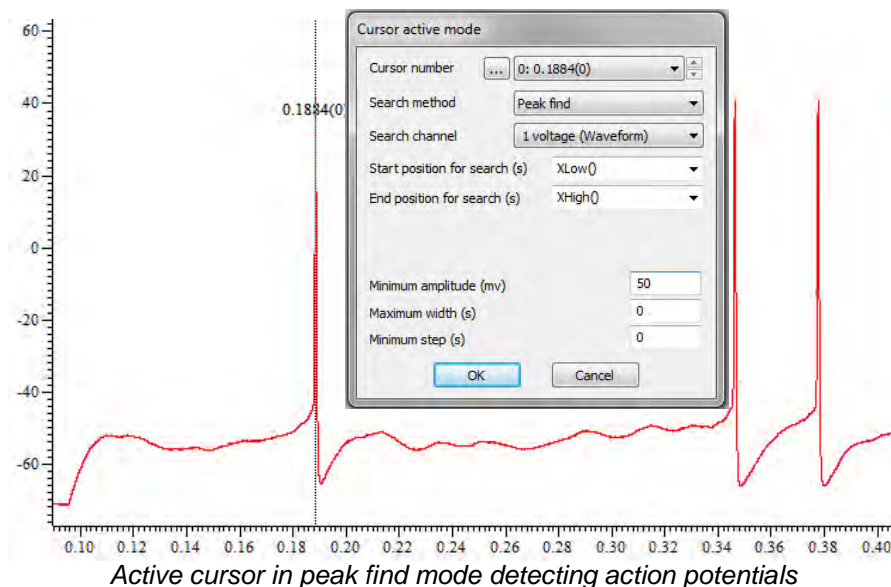 Cursor active mode
Cursor number ... 0: 0.1884(0)
Search method Peak find
Search channel 1 voltage (Waveform)
Start position for search (s) XLow()
End position for search (s) XHigh()
Minimum amplitude (mv) 50
Maximum width (s) 0
Minimum step (s) 0
OK Cancel
0.1884(0)
60
40
20
0
-20
-40
-60
0.10 0.12 0.14 0.16 0.18 0.20 0.22 0.24 0.26 0.28 0.30 0.32 0.34 0.36 0.38 0.40
Active cursor in peak find mode detecting action potentials